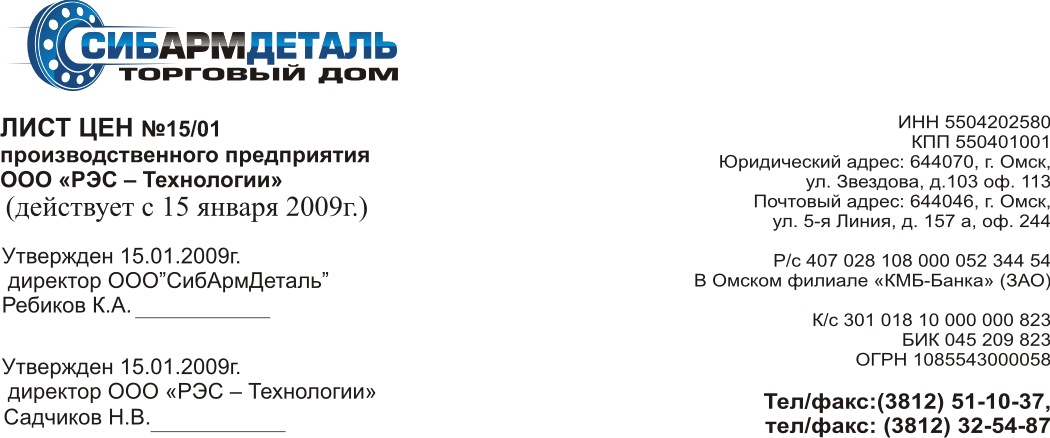 СИБАРМДЕТАЛЬ
ТОРГОВЫЙ ДОМ
ЛИСТ ЦЕН №15/01
производственного предприятия
ООО «РЭС – Технологии»
(действует с 15 января 2009г.)
Утвержден 15.01.2009г.
директор ООО”СибАрмДеталь”
Ребиков К.А. ___________
Утвержден 15.01.2009г.
директор ООО «РЭС – Технологии»
Садчиков Н.В.___________
ИНН 5504202580
КПП 550401001
Юридический адрес: 644070, г. Омск,
ул. Звездова, д.103 оф. 113
Почтовый адрес: 644046, г. Омск,
ул. 5-я Линия, д. 157 а, оф. 244
Р/с 407 028 108 000 052 344 54
В Омском филиале «КМБ-Банка» (ЗАО)
К/с 301 018 10 000 000 823
БИК 045 209 823
ОГРН 1085543000058
Тел/факс:(3812) 51-10-37,
тел/факс: (3812) 32-54-87